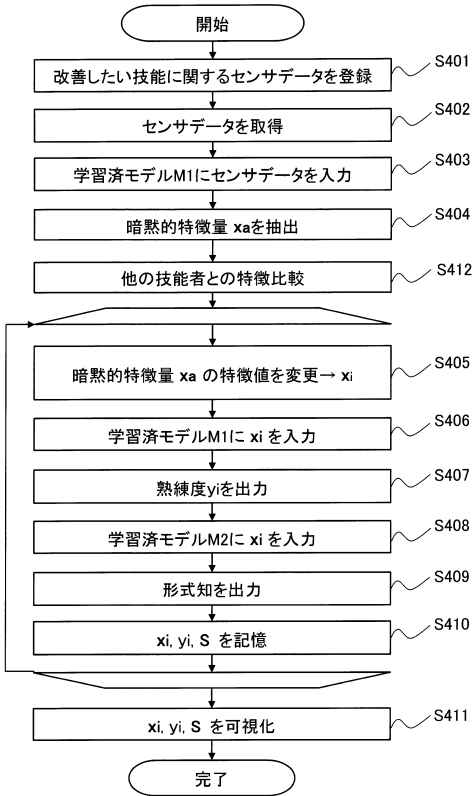 開始
改善したい技能に関するセンサデータを登録 S401
センサデータを取得 S402
学習済モデルM1にセンサデータを入力 S403
暗黙的特徴量 xaを抽出 S404
他の技能者との特徴比較 S412
暗黙的特徴量 xa の特徴値を変更→ xi S405
学習済モデルM1に xi を入力 S406
熟練度yiを出力 S407
学習済モデルM2に xi を入力 S408
形式知を出力 S409
xi, yi, S を記憶 S410
xi, yi, S を可視化 S411
完了